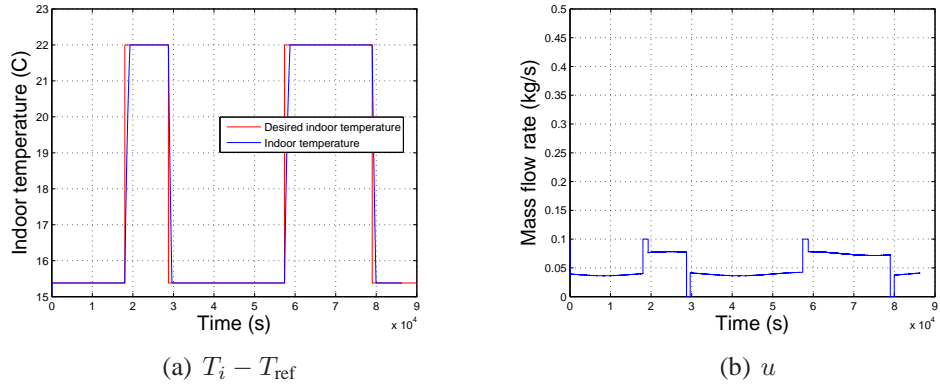 23
22
21
20
19
18
17
16
15
Indoor temperature (C)
Desired indoor temperature
Indoor temperature
0 1 2 3 4 5 6 7 8 9
x 10^4
Time (s)
(a) T_i − T_ref
0.5
0.45
0.4
0.35
0.3
0.25
0.2
0.15
0.1
0.05
0
Mass flow rate (kg/s)
0 1 2 3 4 5 6 7 8 9
x 10^4
Time (s)
(b) u